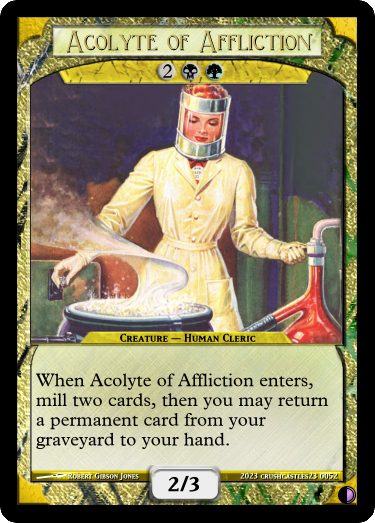 Acolyte of Affliction
2
Creature — Human Cleric
When Acolyte of Affliction enters,
mill two cards, then you may return
a permanent card from your
graveyard to your hand.
Robert Gibson Jones
2/3
2023 crushcastles23 0052